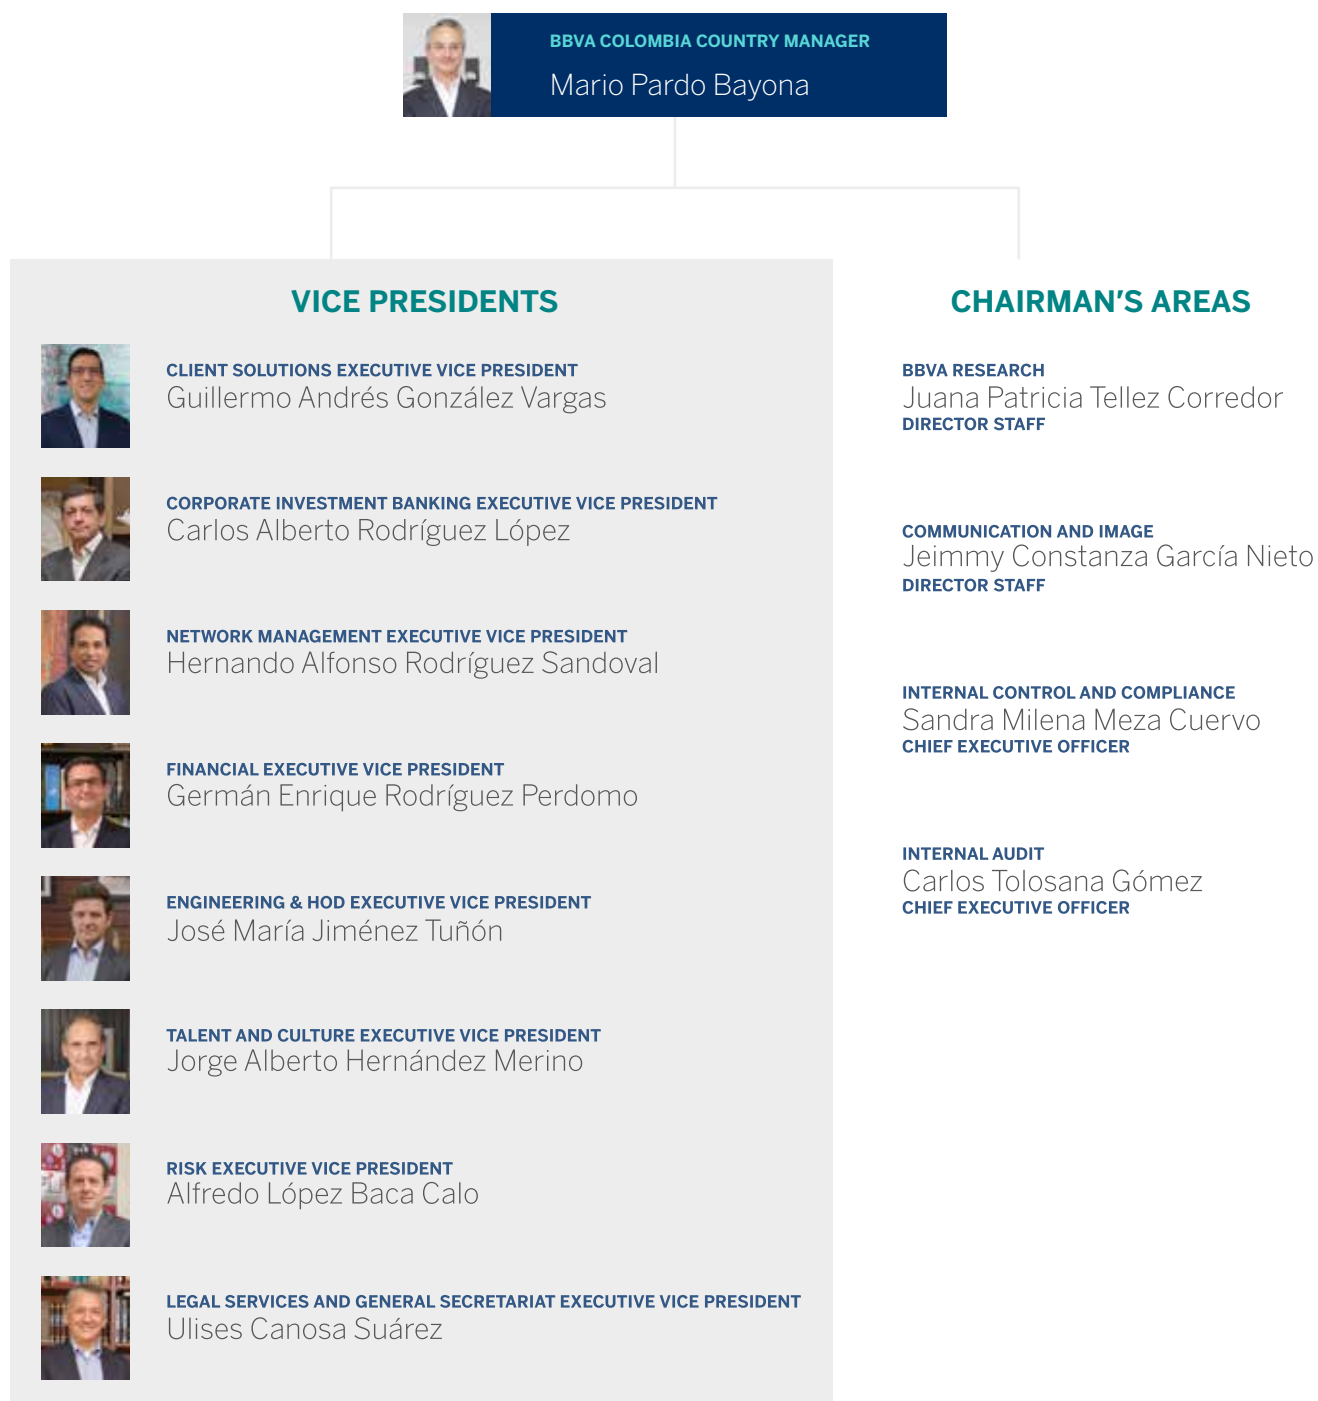 BBVA COLOMBIA COUNTRY MANAGER
Mario Pardo Bayona
VICE PRESIDENTS
CLIENT SOLUTIONS EXECUTIVE VICE PRESIDENT
Guillermo Andrés González Vargas
CORPORATE INVESTMENT BANKING EXECUTIVE VICE PRESIDENT
Carlos Alberto Rodríguez López
NETWORK MANAGEMENT EXECUTIVE VICE PRESIDENT
Hernando Alfonso Rodríguez Sandoval
FINANCIAL EXECUTIVE VICE PRESIDENT
Germán Enrique Rodríguez Perdomo
ENGINEERING & HOD EXECUTIVE VICE PRESIDENT
José María Jiménez Tuñón
TALENT AND CULTURE EXECUTIVE VICE PRESIDENT
Jorge Alberto Hernández Merino
RISK EXECUTIVE VICE PRESIDENT
Alfredo López Baca Calo
LEGAL SERVICES AND GENERAL SECRETARIAT EXECUTIVE VICE PRESIDENT
Ulises Canosa Suárez
CHAIRMAN'S AREAS
BBVA RESEARCH
Juana Patricia Tellez Corredor
DIRECTOR STAFF
COMMUNICATION AND IMAGE
Jeimmy Constanza García Nieto
DIRECTOR STAFF
INTERNAL CONTROL AND COMPLIANCE
Sandra Milena Meza Cuervo
CHIEF EXECUTIVE OFFICER
INTERNAL AUDIT
Carlos Tolosana Gómez
CHIEF EXECUTIVE OFFICER